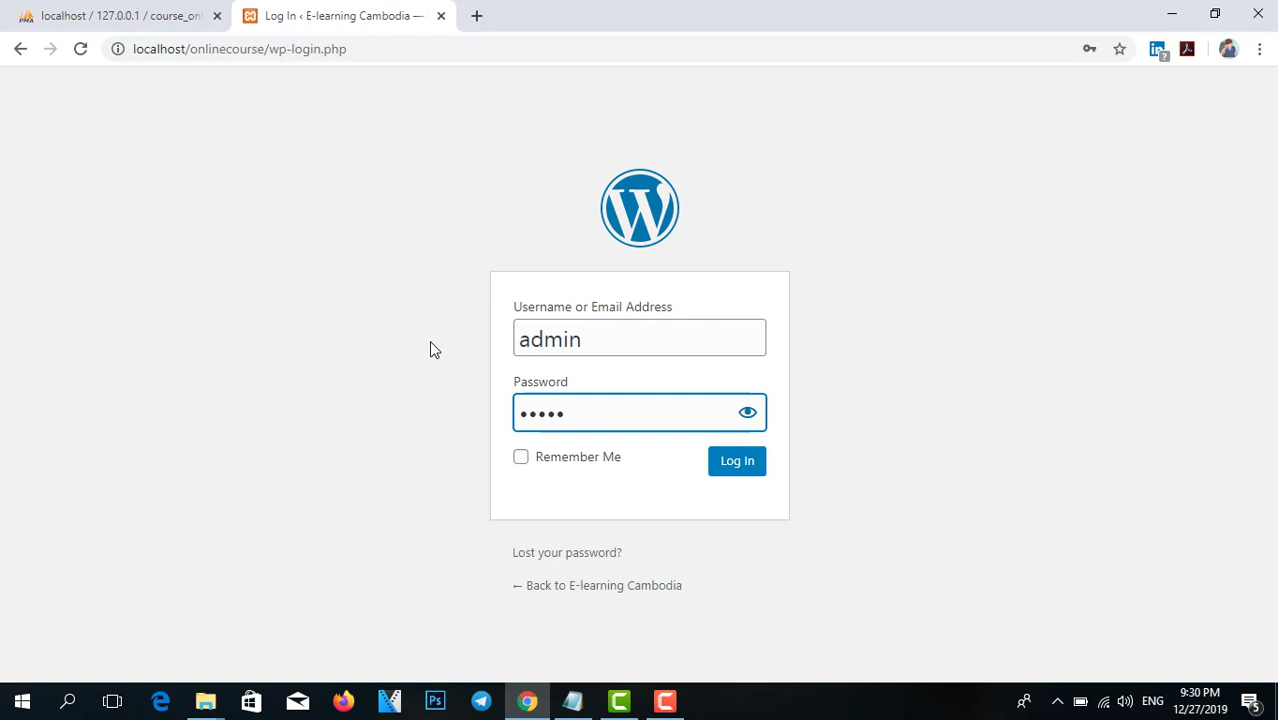 localhost / 127.0.0.1 / course_onl
Log In ‹ E-learning Cambodia —
localhost/onlinecourse/wp-login.php
Username or Email Address
admin
Password
•••••
Remember Me
Log In
Lost your password?
← Back to E-learning Cambodia
ENG
9:30 PM
12/27/2019
5